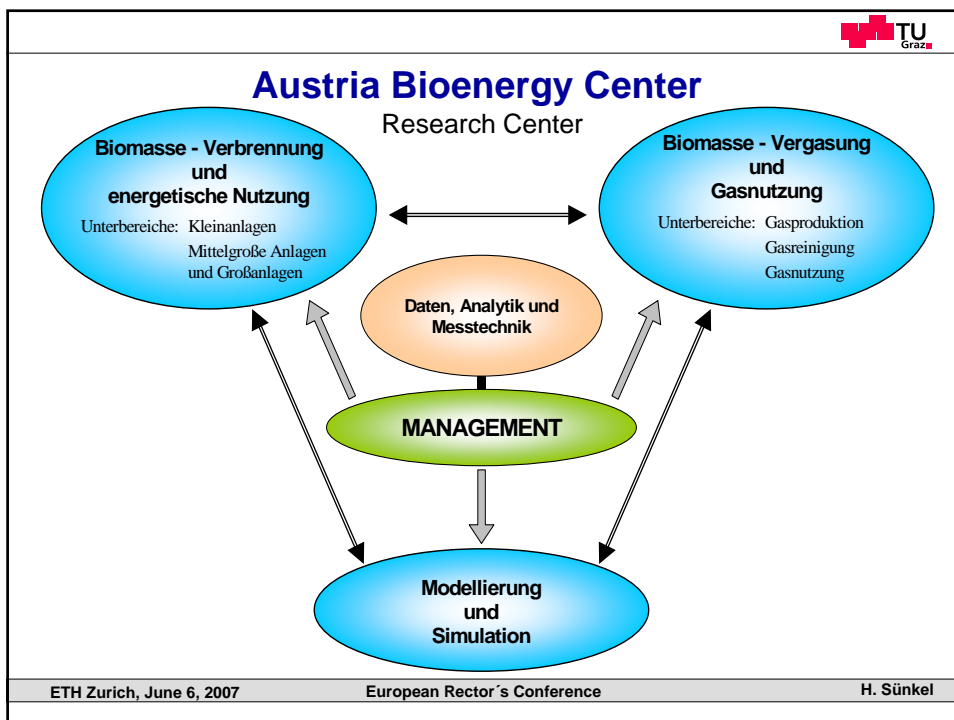 TU
Graz
Austria Bioenergy Center
Research Center
Biomasse - Verbrennung
und
energetische Nutzung
Unterbereiche: Kleinanlagen
Mittelgroße Anlagen
und Großanlagen
Biomasse - Vergasung
und
Gasnutzung
Unterbereiche: Gasproduktion
Gasreinigung
Gasnutzung
Daten, Analytik und
Messtechnik
MANAGEMENT
Modellierung
und
Simulation
ETH Zurich, June 6, 2007 European Rector´s Conference H. Sünkel